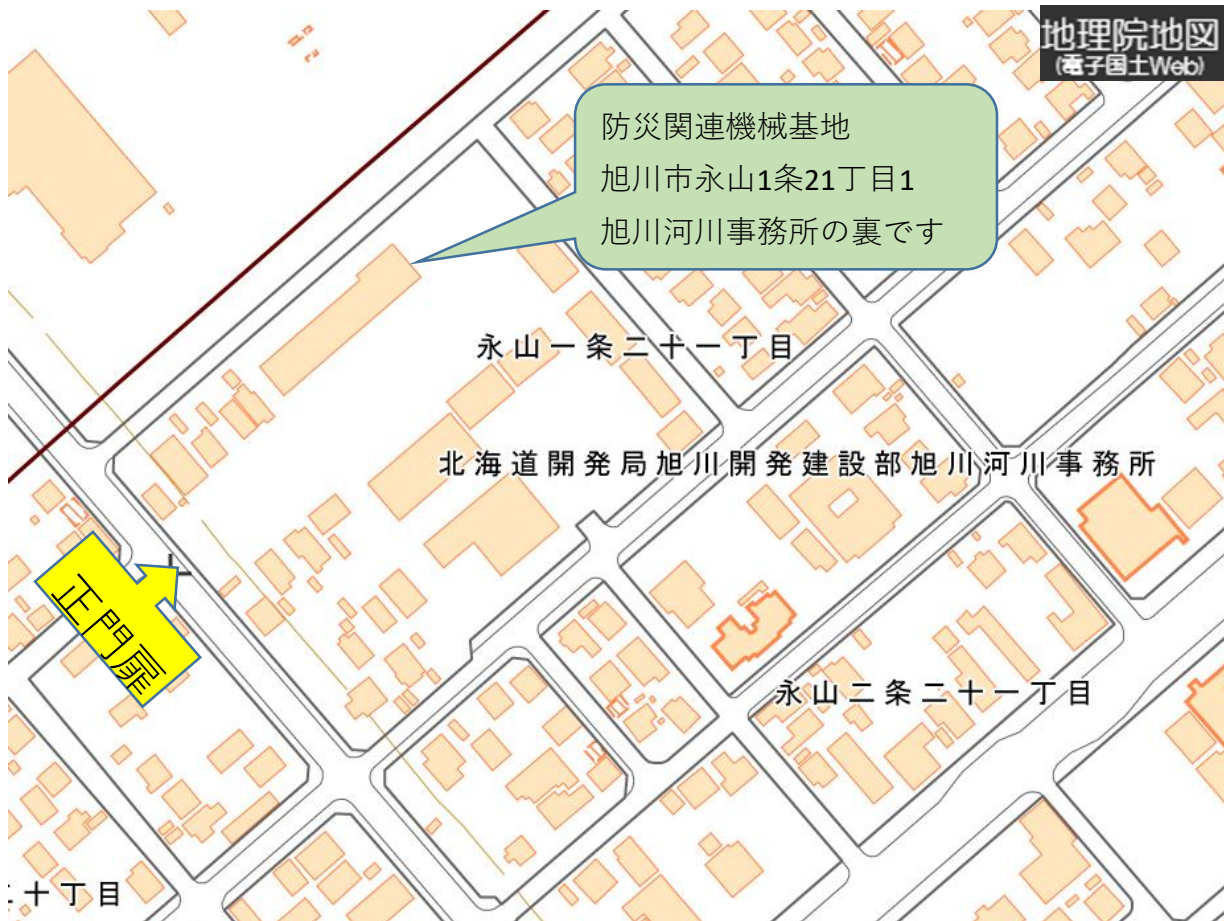 地理院地図
(電子国土Web)
防災関連機械基地
旭川市永山1条21丁目1
旭川河川事務所の裏です
永山一条二十一丁目
北海道開発局旭川開発建設部旭川河川事務所
正門扉
永山二条二十一丁目
十丁目